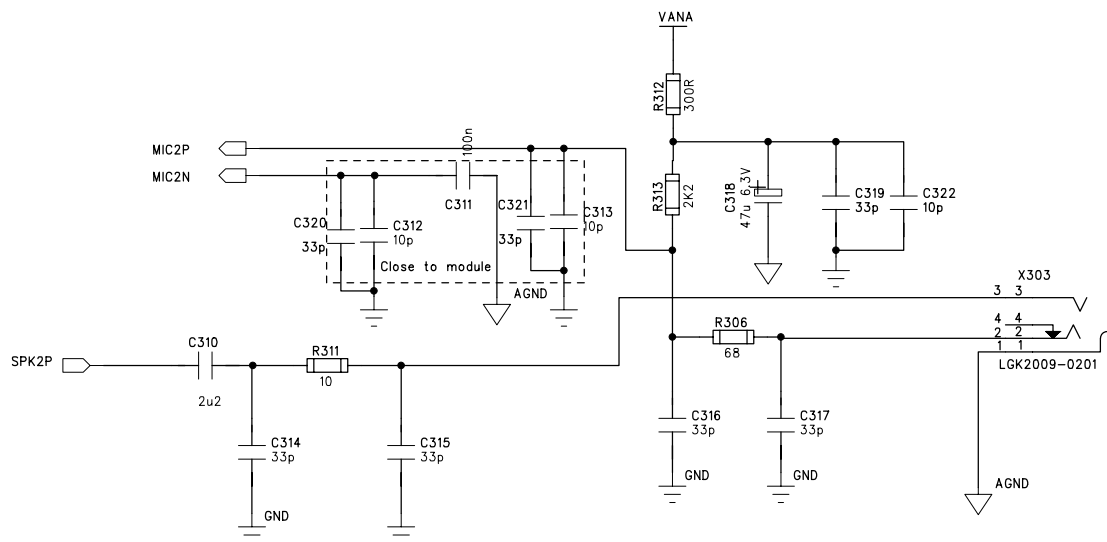 VANA
R312
300R
MIC2P
MIC2N
100n
C311
C320
33p
C312
10p
C321
33p
C313
10p
Close to module
R313
2K2
C318
47u 6.3V
+
C319
33p
C322
10p
AGND
X303
3 3
4 4
2 2
1 1
LGK2009-0201
SPK2P
C310
2u2
R311
10
R306
68
C314
33p
C315
33p
C316
33p
C317
33p
GND
GND
GND
AGND